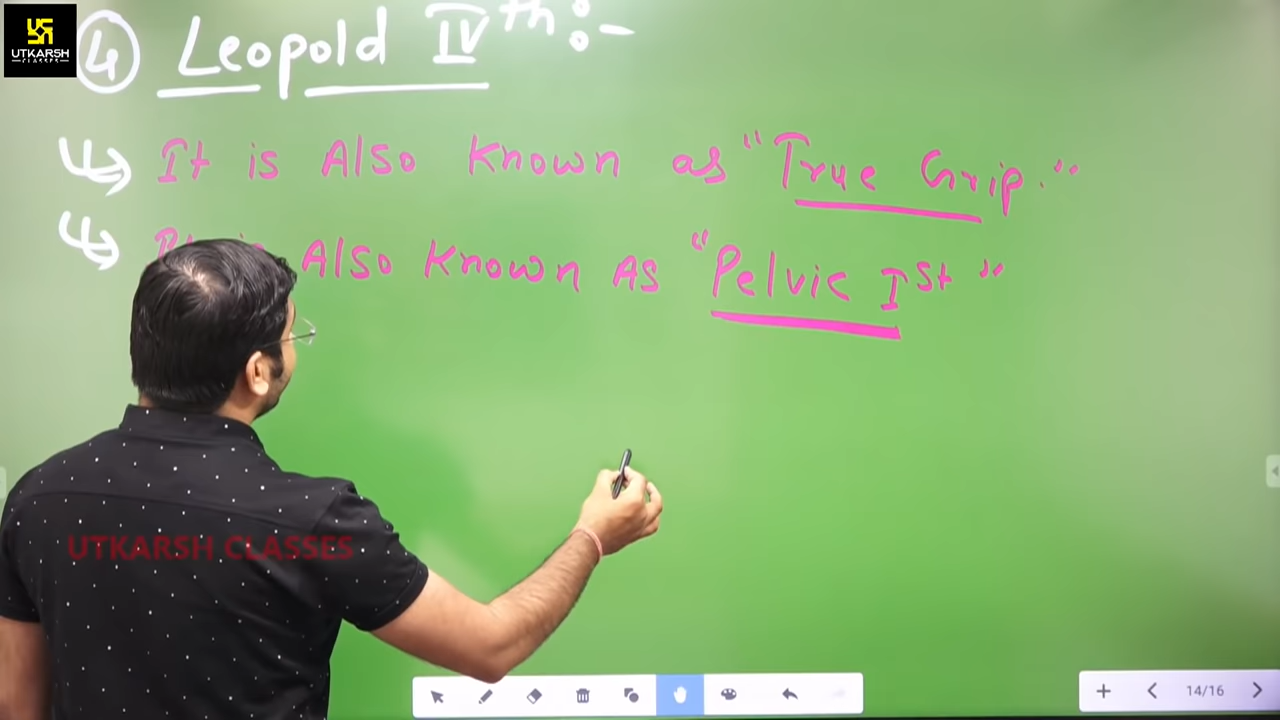 UTKARSH
CLASSES
4 Leopold IVth :-
It is Also Known as "True Grip."
Also Known As "Pelvic Ist"
UTKARSH CLASSES
14/16